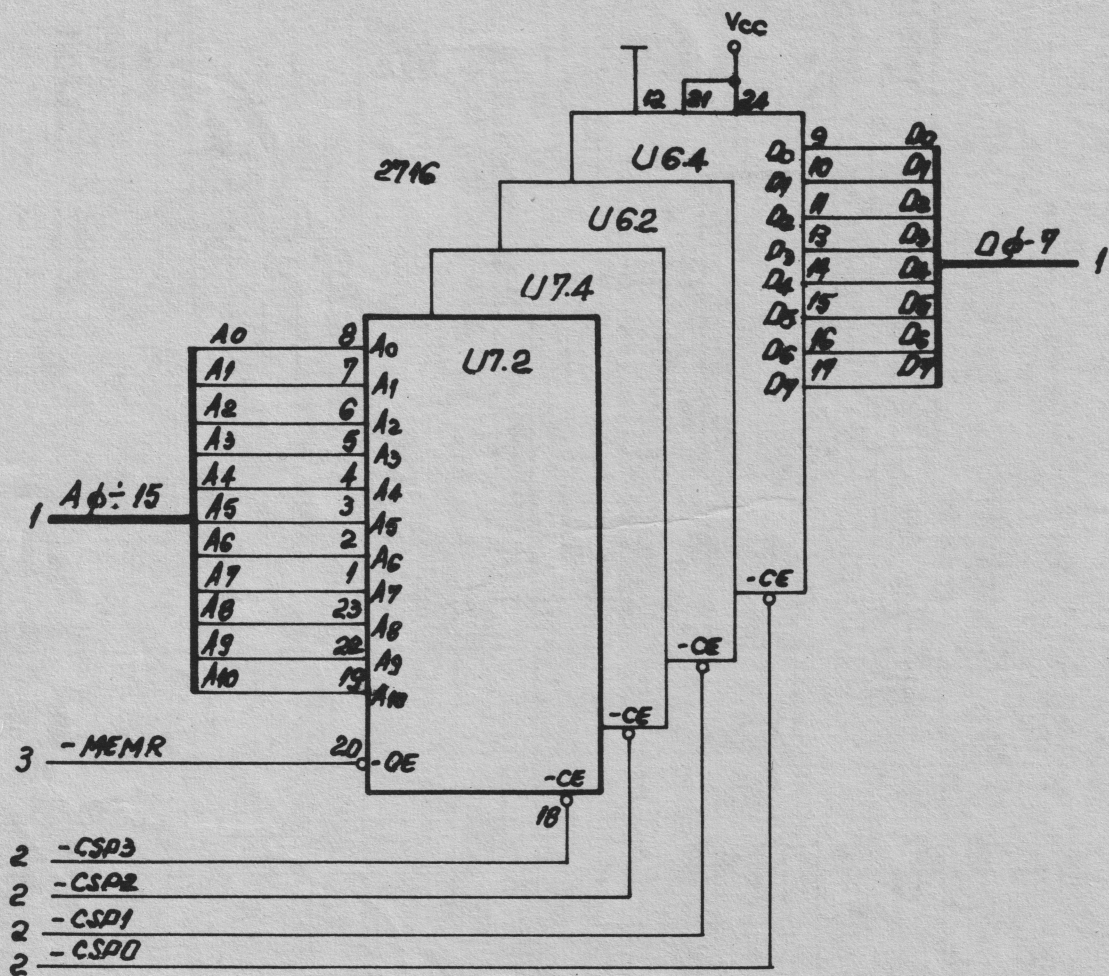 Vcc
12 21 24
2716
U6.4
U6.2
U7.4
U7.2
D0 9 D0
D1 10 D1
D2 11 D2
D3 13 D3
D4 14 D4
D5 15 D5
D6 16 D6
D7 17 D7
Dϕ-7 1
A0 8 A0
A1 7 A1
A2 6 A2
A3 5 A3
A4 4 A4
A5 3 A5
A6 2 A6
A7 1 A7
A8 23 A8
A9 22 A9
A10 19 A10
1 Aϕ÷15
3 -MEMR 20 -OE
-CE
-CE
-CE
-CE
18
2 -CSP3
2 -CSP2
2 -CSP1
2 -CSP0